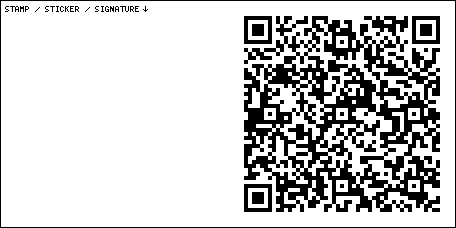 STAMP / STICKER / SIGNATURE ↓